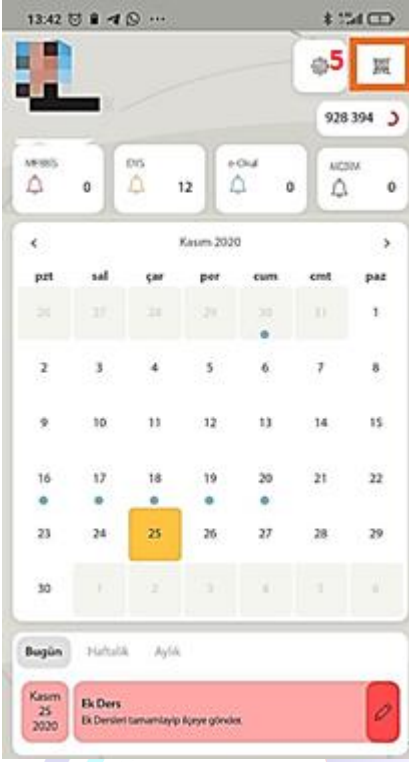 13:42
5
928 394
MEBBİS
DYS
e-Okul
0
12
0
0
Kasım 2020
pzt sal çar per cum cmt paz
26 27 28 29 30 31 1
2 3 4 5 6 7 8
9 10 11 12 13 14 15
16 17 18 19 20 21 22
23 24 25 26 27 28 29
30 1 2 3 4 5 6
Bugün Haftalık Aylık
Kasım
25
2020
Ek Ders
Ek Dersleri tamamlayip ilçeye gönder.